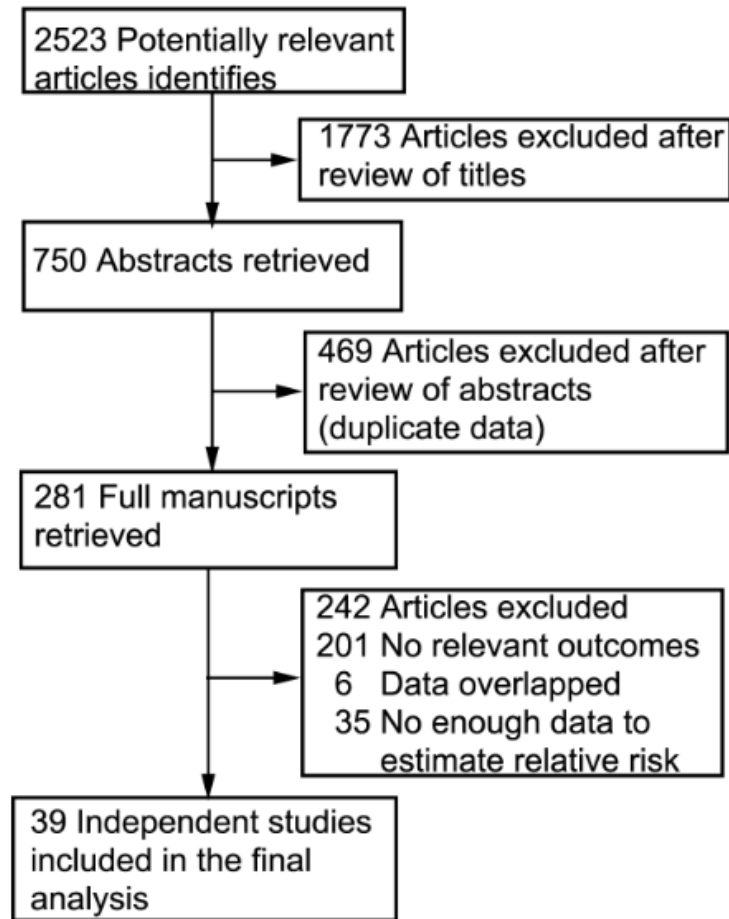 2523 Potentially relevant
articles identifies
1773 Articles excluded after
review of titles
750 Abstracts retrieved
469 Articles excluded after
review of abstracts
(duplicate data)
281 Full manuscripts
retrieved
242 Articles excluded
201 No relevant outcomes
6 Data overlapped
35 No enough data to
estimate relative risk
39 Independent studies
included in the final
analysis